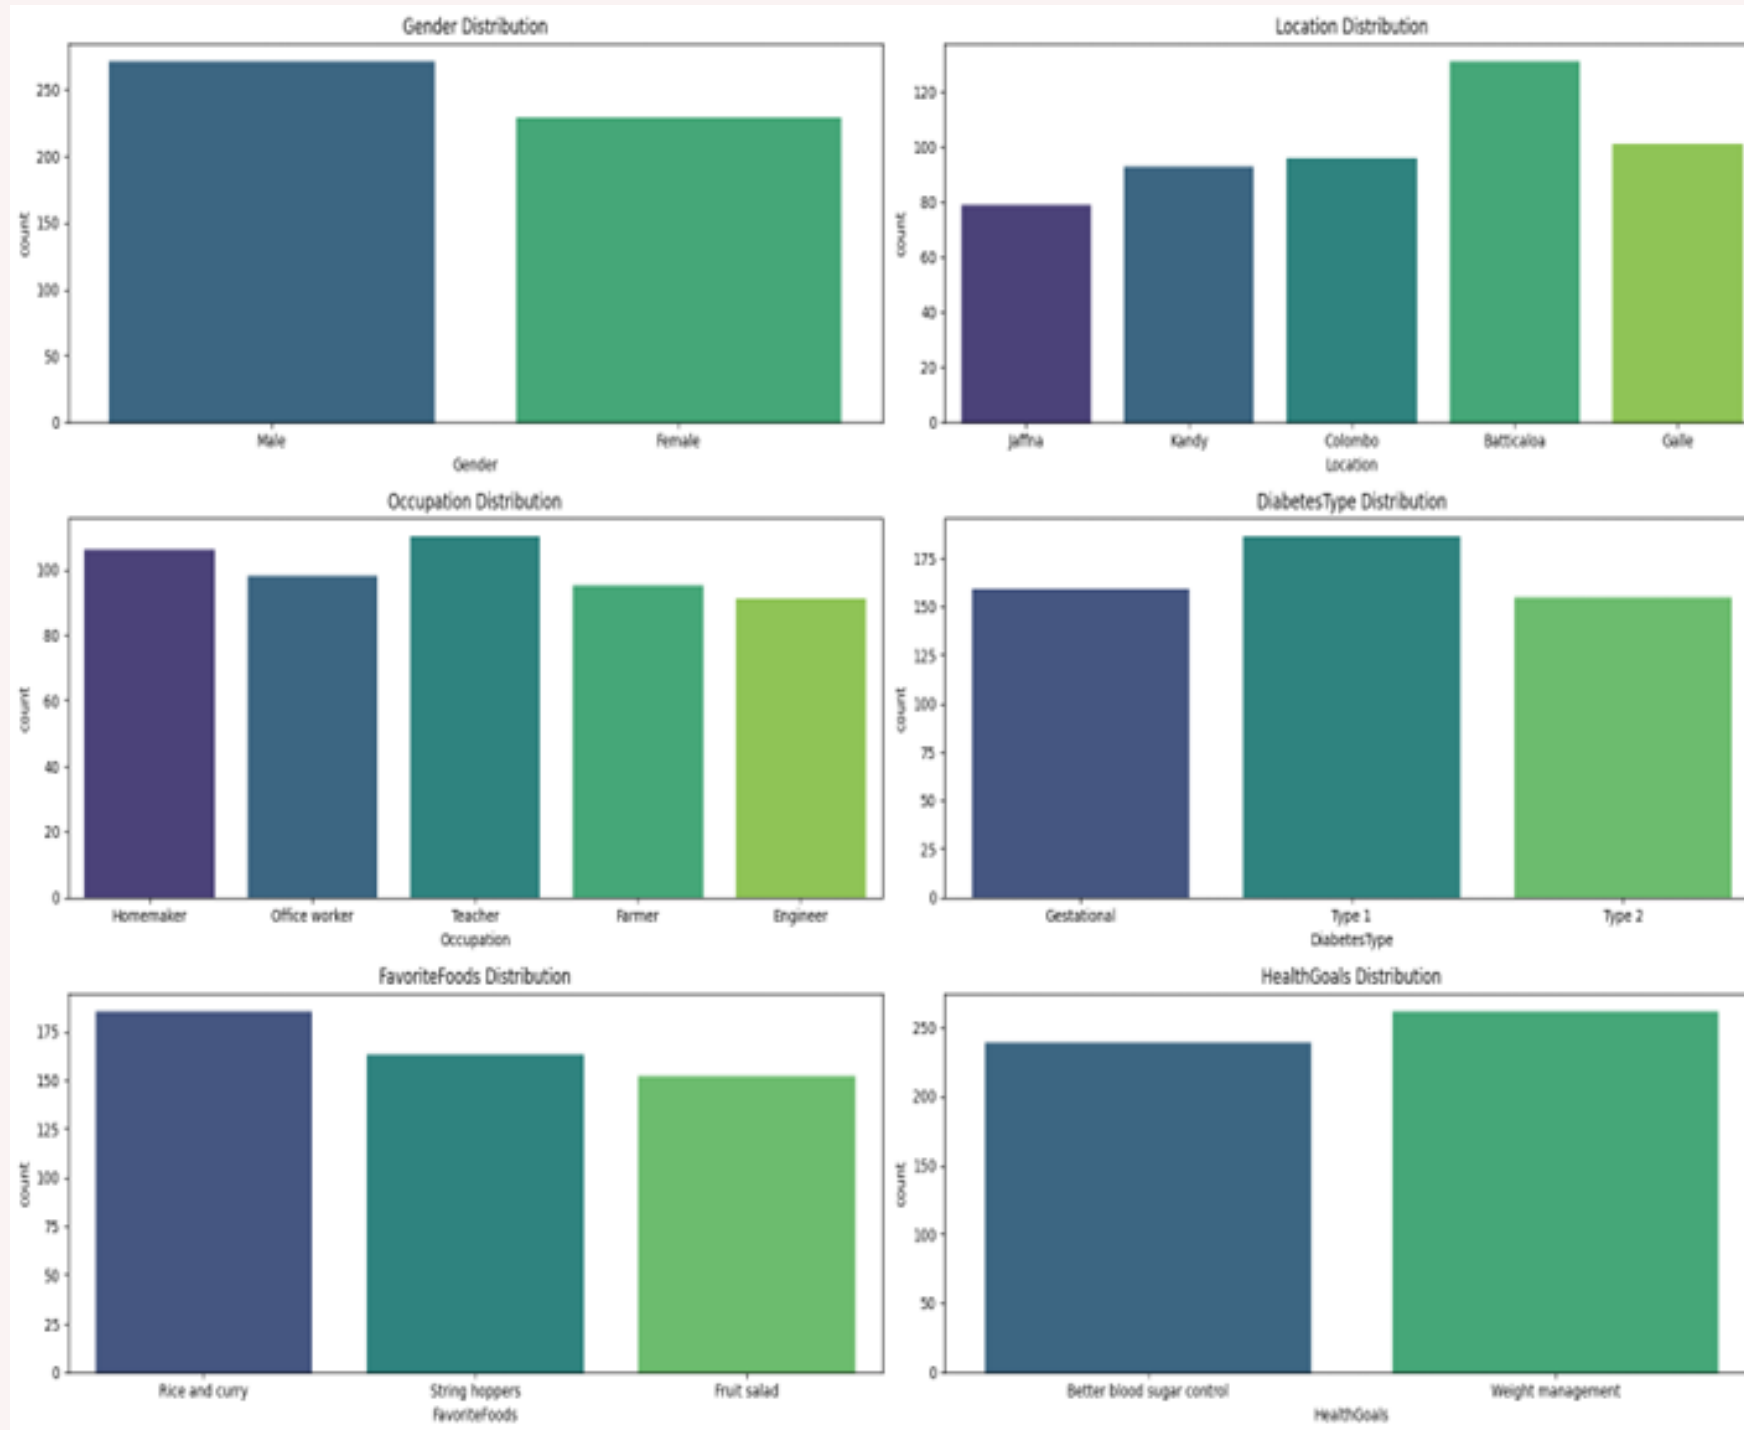 Gender Distribution
250
200
150
100
50
0
count
Male Female
Gender
Location Distribution
120
100
80
60
40
20
0
count
Jaffna Kandy Colombo Batticaloa Galle
Location
Occupation Distribution
100
80
60
40
20
0
count
Homemaker Office worker Teacher Farmer Engineer
Occupation
DiabetesType Distribution
175
150
125
100
75
50
25
0
count
Gestational Type 1 Type 2
DiabetesType
FavoriteFoods Distribution
175
150
125
100
75
50
25
0
count
Rice and curry String hoppers Fruit salad
FavoriteFoods
HealthGoals Distribution
250
200
150
100
50
0
count
Better blood sugar control Weight management
HealthGoals